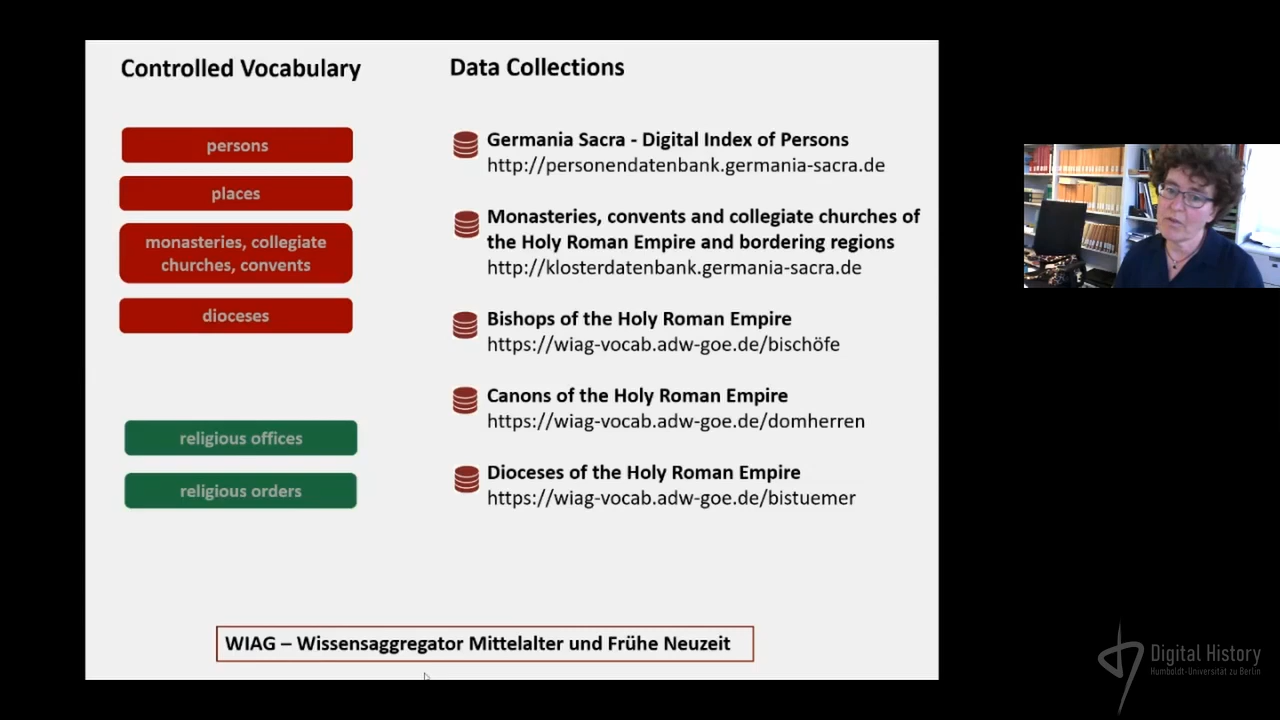 Controlled Vocabulary
persons
places
monasteries, collegiate
churches, convents
dioceses
religious offices
religious orders
Data Collections
Germania Sacra - Digital Index of Persons
http://personendatenbank.germania-sacra.de
Monasteries, convents and collegiate churches of
the Holy Roman Empire and bordering regions
http://klosterdatenbank.germania-sacra.de
Bishops of the Holy Roman Empire
https://wiag-vocab.adw-goe.de/bischöfe
Canons of the Holy Roman Empire
https://wiag-vocab.adw-goe.de/domherren
Dioceses of the Holy Roman Empire
https://wiag-vocab.adw-goe.de/bistuemer
WIAG – Wissensaggregator Mittelalter und Frühe Neuzeit
Digital History
Humboldt-Universität zu Berlin